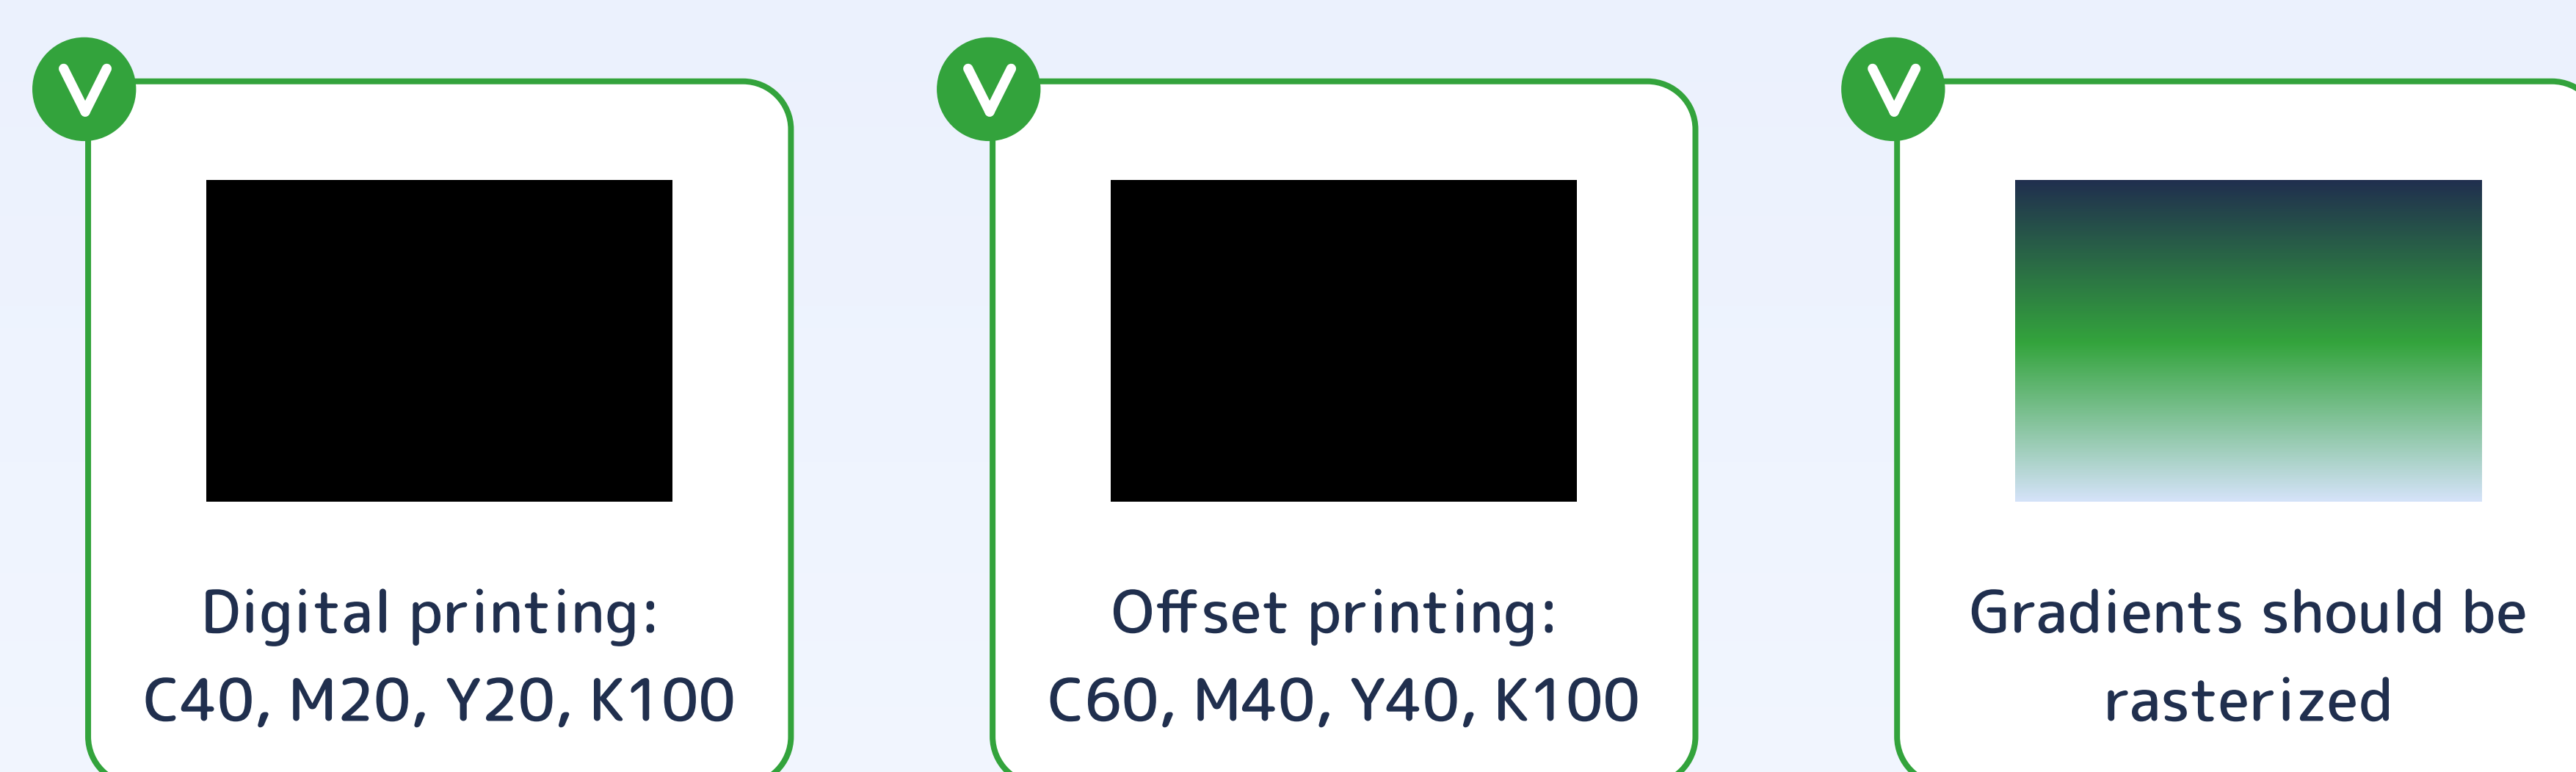 Digital printing:
C40, M20, Y20, K100
Offset printing:
C60, M40, Y40, K100
Gradients should be
rasterized